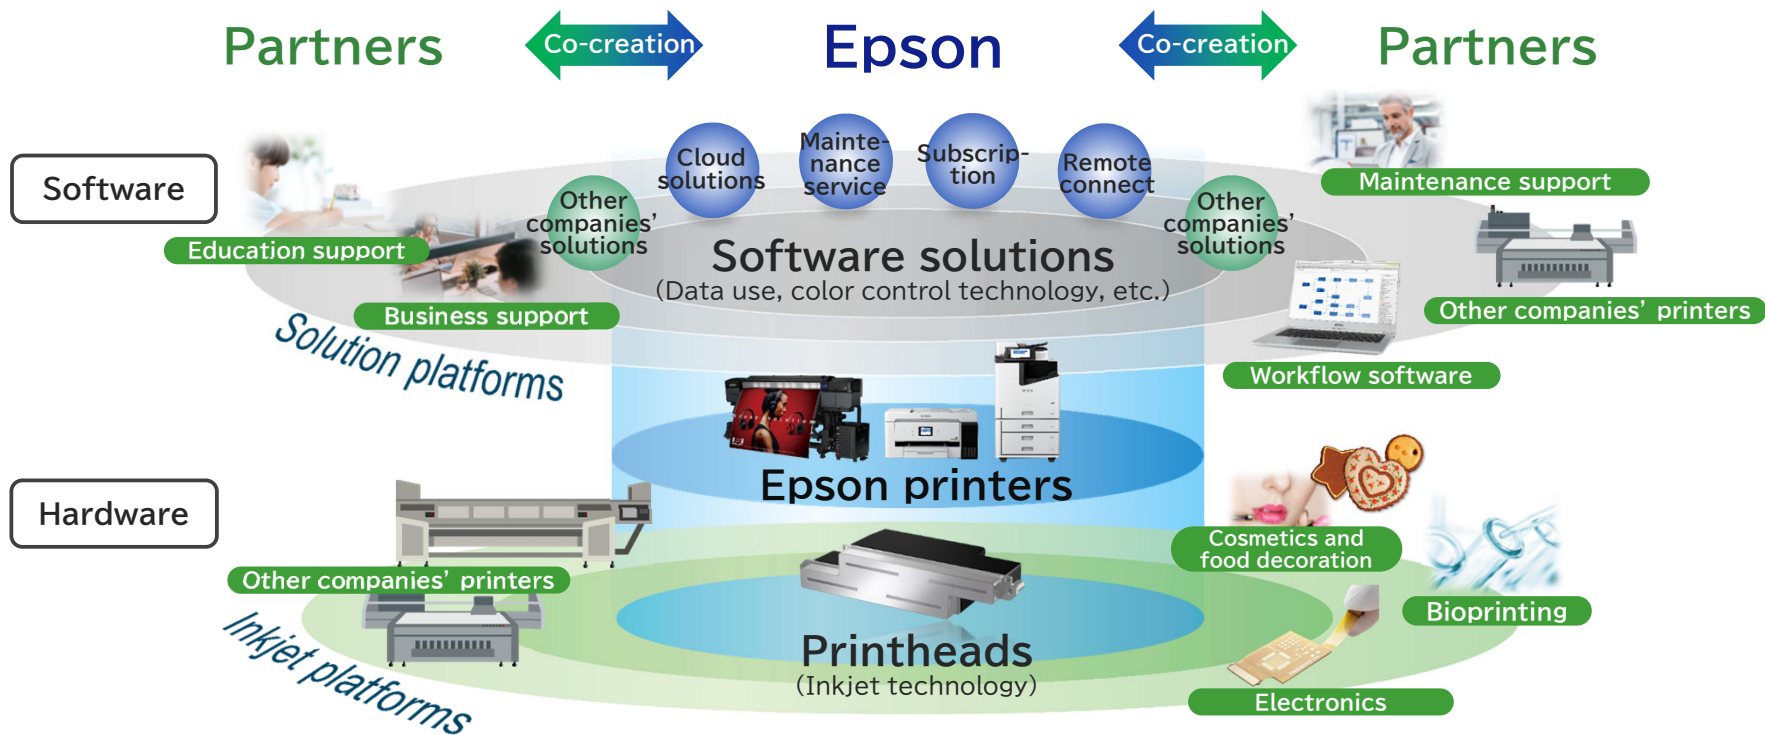 Partners
Co-creation
Epson
Co-creation
Partners
Software
Cloud
solutions
Mainte-
nance
service
Subscrip-
tion
Remote
connect
Other
companies’
solutions
Other
companies’
solutions
Maintenance support
Education support
Software solutions
(Data use, color control technology, etc.)
Business support
Other companies’ printers
Solution platforms
Workflow software
Epson printers
Hardware
Cosmetics and
food decoration
Other companies’ printers
Bioprinting
Inkjet platforms
Printheads
(Inkjet technology)
Electronics